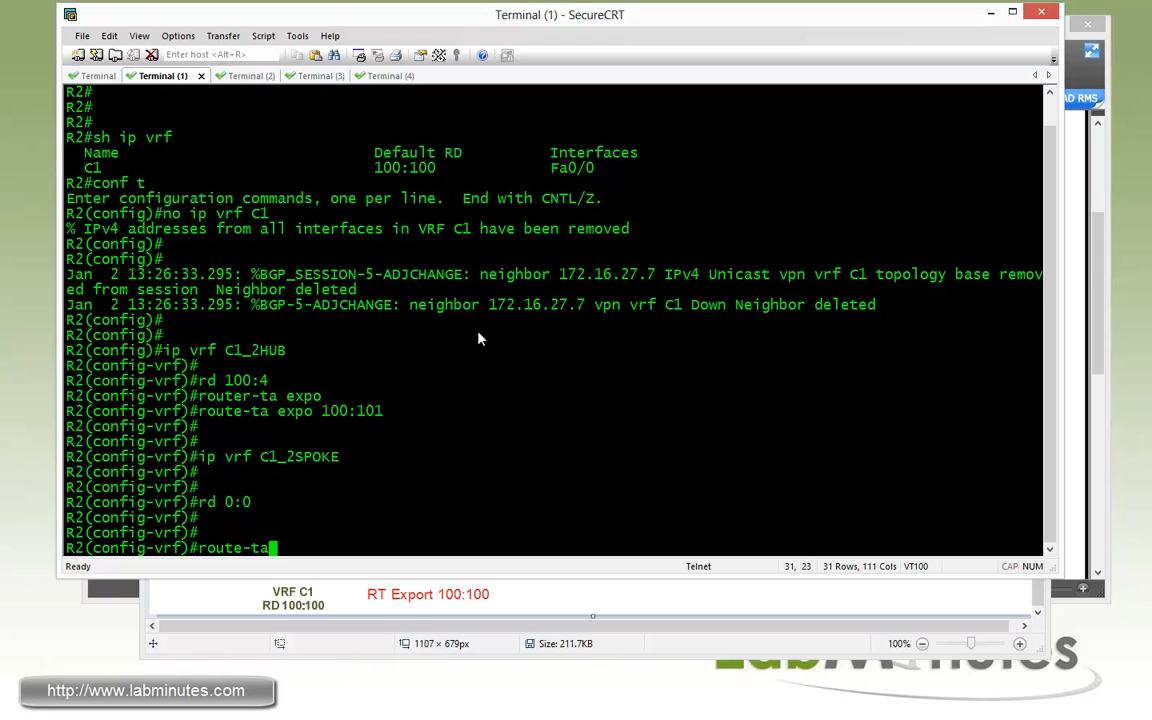 Terminal (1) - SecureCRT
File Edit View Options Transfer Script Tools Help
Enter host <Alt+R>
Terminal Terminal (1) Terminal (2) Terminal (3) Terminal (4)
AD RMS
R2#
R2#
R2#
R2#sh ip vrf
Name Default RD Interfaces
C1 100:100 Fa0/0
R2#conf t
Enter configuration commands, one per line. End with CNTL/Z.
R2(config)#no ip vrf C1
% IPv4 addresses from all interfaces in VRF C1 have been removed
R2(config)#
R2(config)#
Jan 2 13:26:33.295: %BGP_SESSION-5-ADJCHANGE: neighbor 172.16.27.7 IPv4 Unicast vpn vrf C1 topology base remov
ed from session Neighbor deleted
Jan 2 13:26:33.295: %BGP-5-ADJCHANGE: neighbor 172.16.27.7 vpn vrf C1 Down Neighbor deleted
R2(config)#
R2(config)#
R2(config)#ip vrf C1_2HUB
R2(config-vrf)#
R2(config-vrf)#rd 100:4
R2(config-vrf)#router-ta expo
R2(config-vrf)#route-ta expo 100:101
R2(config-vrf)#
R2(config-vrf)#
R2(config-vrf)#ip vrf C1_2SPOKE
R2(config-vrf)#
R2(config-vrf)#
R2(config-vrf)#rd 0:0
R2(config-vrf)#
R2(config-vrf)#
R2(config-vrf)#route-ta
Ready Telnet 31, 23 31 Rows, 111 Cols VT100 CAP NUM
VRF C1 RT Export 100:100
RD 100:100
1107 × 679px Size: 211.7KB 100%
LabMinutes
http://www.labminutes.com